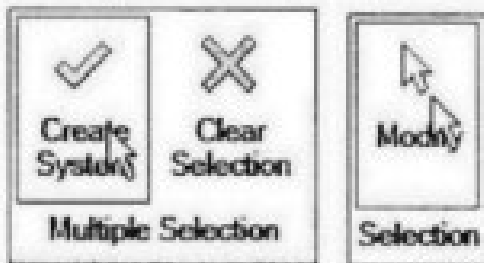 Create
System
Clear
Selection
Multiple Selection
Modify
Selection